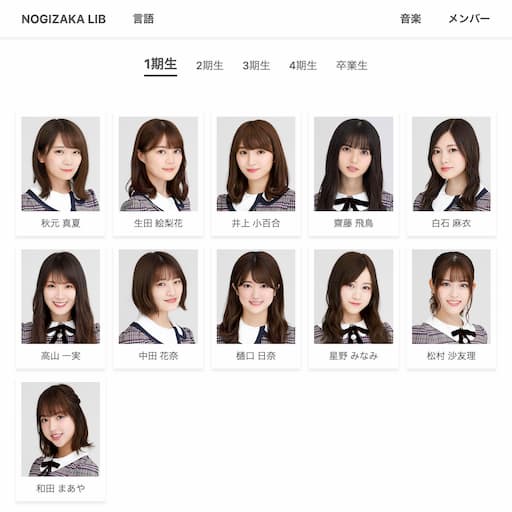 NOGIZAKA LIB 言語 音楽 メンバー
1期生 2期生 3期生 4期生 卒業生
秋元 真夏 生田 絵梨花 井上 小百合 齋藤 飛鳥 白石 麻衣
高山 一実 中田 花奈 樋口 日奈 星野 みなみ 松村 沙友理
和田 まあや